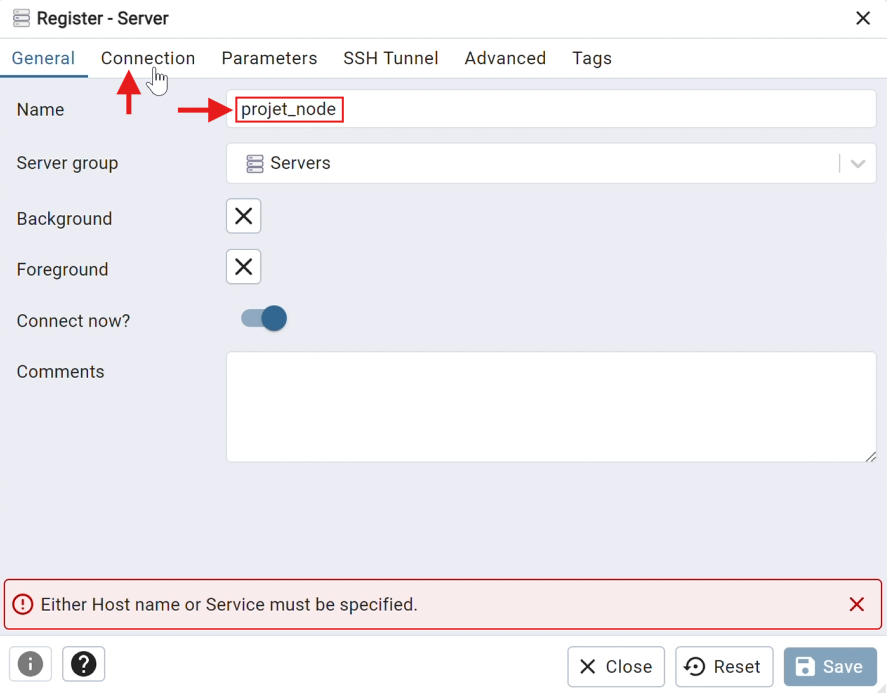 Register - Server
General Connection Parameters SSH Tunnel Advanced Tags
Name projet_node
Server group Servers
Background
Foreground
Connect now?
Comments
Either Host name or Service must be specified.
Close Reset Save